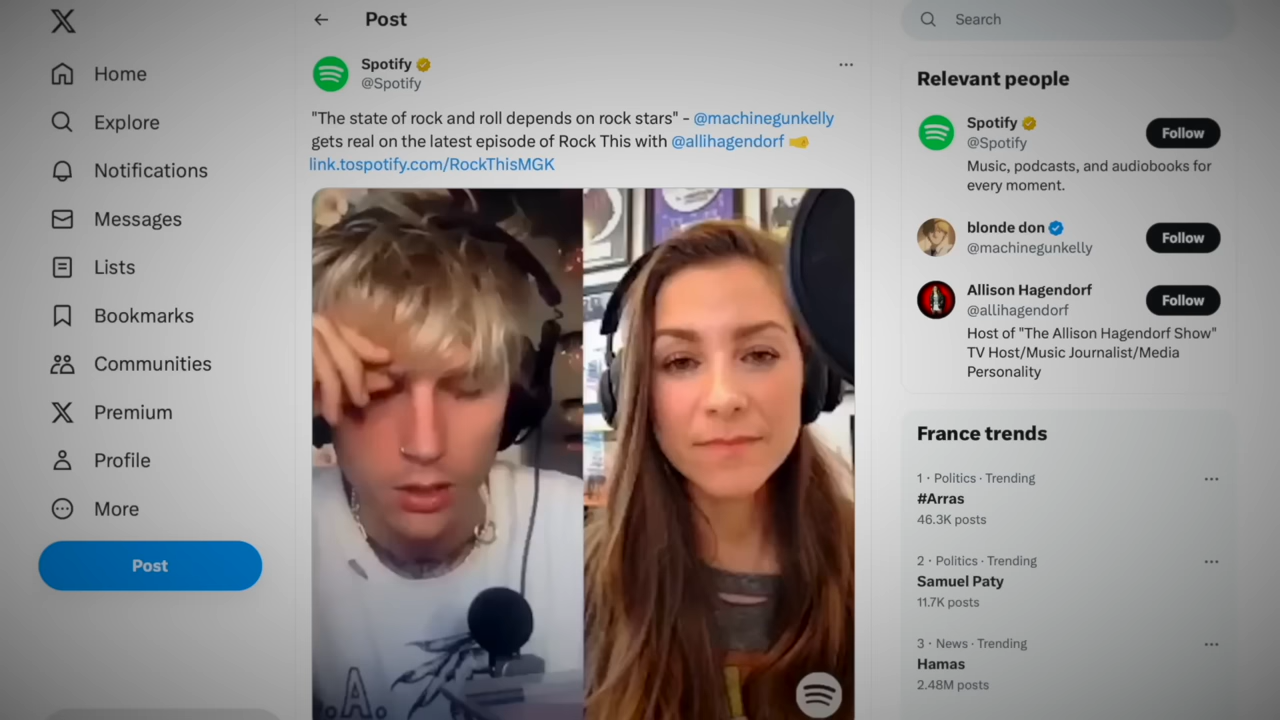 Home
Explore
Notifications
Messages
Lists
Bookmarks
Communities
Premium
Profile
More
Post
Post
Spotify
@Spotify
"The state of rock and roll depends on rock stars" - @machinegunkelly
gets real on the latest episode of Rock This with @allihagendorf
link.tospotify.com/RockThisMGK
.A.
Search
Relevant people
Spotify
@Spotify
Follow
Music, podcasts, and audiobooks for
every moment.
blonde don
@machinegunkelly
Follow
Allison Hagendorf
@allihagendorf
Follow
Host of "The Allison Hagendorf Show"
TV Host/Music Journalist/Media
Personality
France trends
1 · Politics · Trending
#Arras
46.3K posts
2 · Politics · Trending
Samuel Paty
11.7K posts
3 · News · Trending
Hamas
2.48M posts